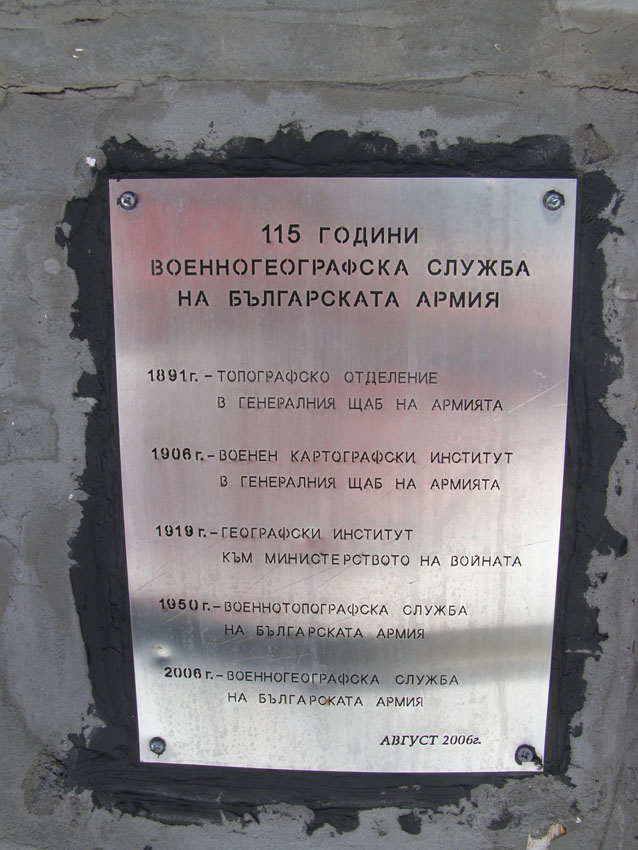 115 ГОДИНИ
ВОЕННОГЕОГРАФСКА СЛУЖБА
НА БЪЛГАРСКАТА АРМИЯ
1891г. – ТОПОГРАФСКО ОТДЕЛЕНИЕ
В ГЕНЕРАЛНИЯ ЩАБ НА АРМИЯТА
1906г. – ВОЕНЕН КАРТОГРАФСКИ ИНСТИТУТ
В ГЕНЕРАЛНИЯ ЩАБ НА АРМИЯТА
1919г. – ГЕОГРАФСКИ ИНСТИТУТ
КЪМ МИНИСТЕРСТВОТО НА ВОЙНАТА
1950г. – ВОЕННОТОПОГРАФСКА СЛУЖБА
НА БЪЛГАРСКАТА АРМИЯ
2006г. – ВОЕННОГЕОГРАФСКА СЛУЖБА
НА БЪЛГАРСКАТА АРМИЯ
АВГУСТ 2006г.